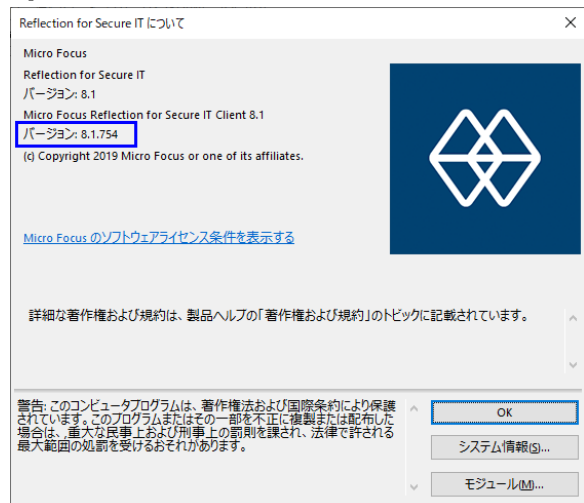 Reflection for Secure IT について
Micro Focus
Reflection for Secure IT
バージョン: 8.1
Micro Focus Reflection for Secure IT Client 8.1
バージョン: 8.1.754
(c) Copyright 2019 Micro Focus or one of its affiliates.
Micro Focus のソフトウェアライセンス条件を表示する
詳細な著作権および規約は、製品ヘルプの「著作権および規約」のトピックに記載されています。
警告: このコンピュータプログラムは、著作権法および国際条約により保護
されています。このプログラムまたはその一部を不正に複製または配布した
場合は、重大な民事上および刑事上の罰則を課され、法律で許される
最大範囲の処罰を受けるおそれがあります。
OK
システム情報(S)...
モジュール(M)...